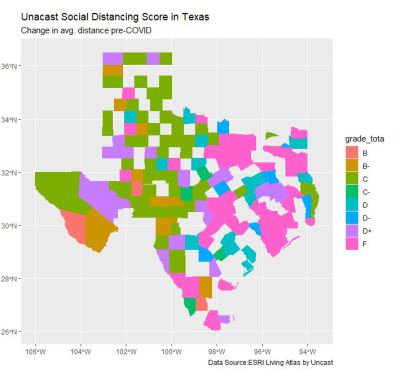 Unacast Social Distancing Score in Texas
Change in avg. distance pre-COVID
36°N
34°N
32°N
30°N
28°N
26°N
106°W 104°W 102°W 100°W 98°W 96°W 94°W
grade_tota
B
B-
C
C-
D
D-
D+
F
Data Source:ESRI Living Atlas by Uncast